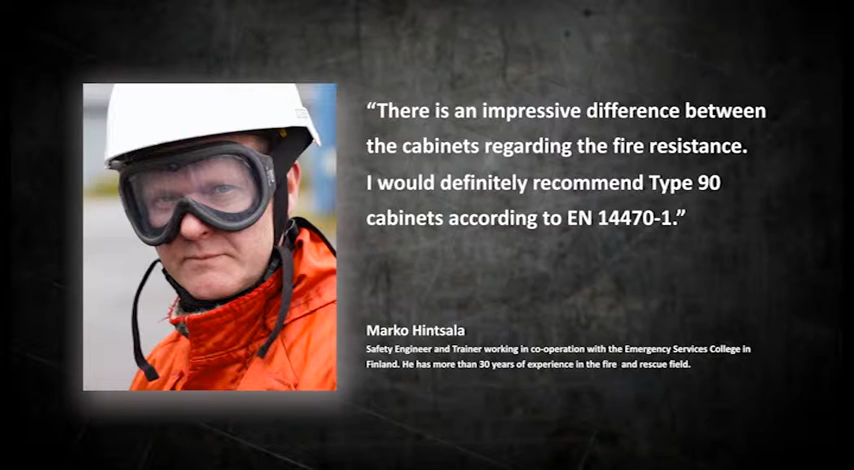 “There is an impressive difference between
the cabinets regarding the fire resistance.
I would definitely recommend Type 90
cabinets according to EN 14470-1.”
Marko Hintsala
Safety Engineer and Trainer working in co-operation with the Emergency Services College in
Finland. He has more than 30 years of experience in the fire and rescue field.